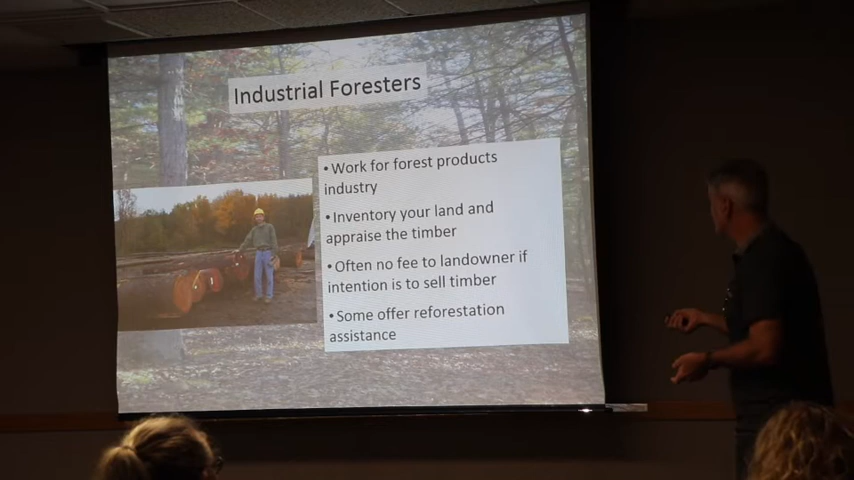 Industrial Foresters
• Work for forest products
industry
• Inventory your land and
appraise the timber
• Often no fee to landowner if
intention is to sell timber
• Some offer reforestation
assistance